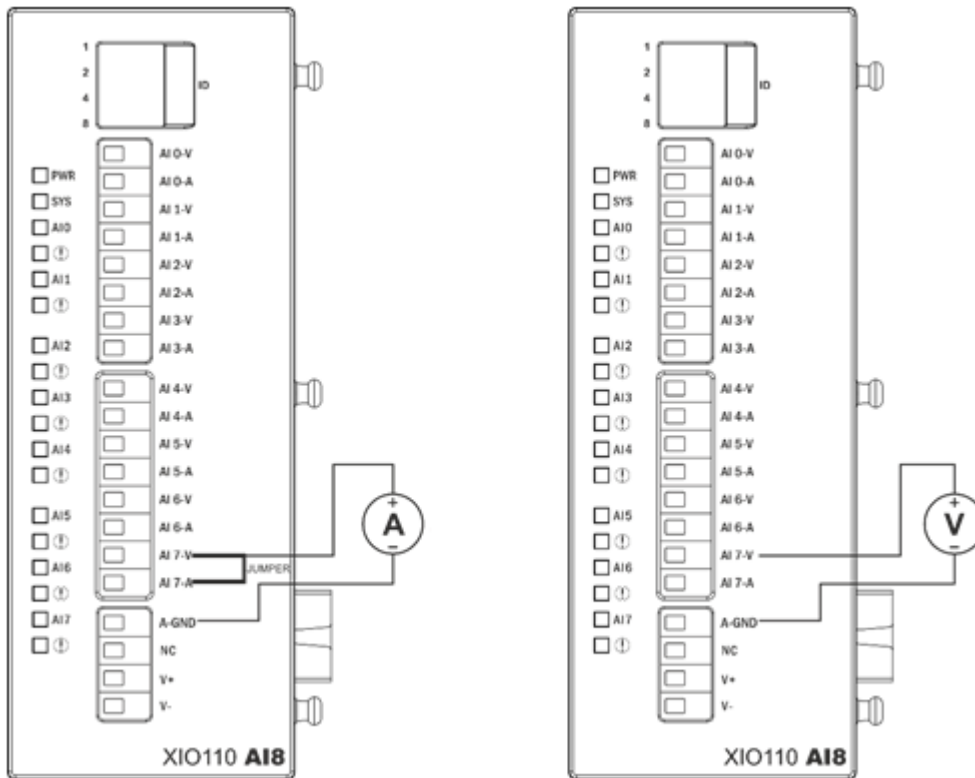 1
2
ID
4
8
AI 0-V
PWR
AI 0-A
SYS
AI 1-V
AI0
AI 1-A
!
AI 2-V
AI1
AI 2-A
!
AI 3-V
AI2
AI 3-A
!
AI 4-V
AI3
AI 4-A
!
AI 5-V
AI4
AI 5-A
!
AI 6-V
AI5
AI 6-A
!
AI 7-V
AI6
JUMPER
AI 7-A
!
AI7
A-GND
!
NC
V+
V-
+
A
−
XIO110 AI8
1
2
ID
4
8
AI 0-V
PWR
AI 0-A
SYS
AI 1-V
AI0
AI 1-A
!
AI 2-V
AI1
AI 2-A
!
AI 3-V
AI2
AI 3-A
!
AI 4-V
AI3
AI 4-A
!
AI 5-V
AI4
AI 5-A
!
AI 6-V
AI5
AI 6-A
!
AI 7-V
AI6
AI 7-A
!
AI7
A-GND
!
NC
V+
V-
+
V
−
XIO110 AI8